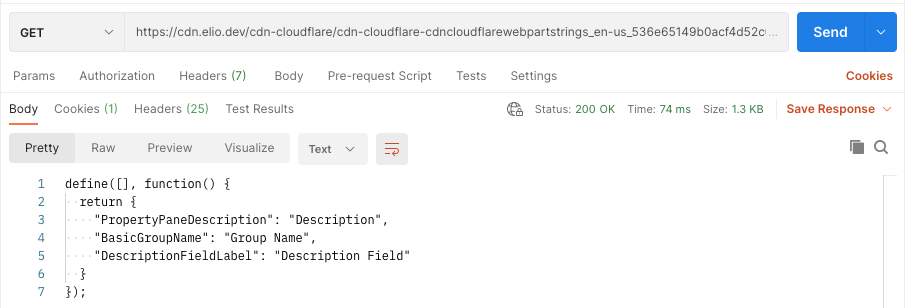 GET https://cdn.elio.dev/cdn-cloudflare/cdn-cloudflare-cdncloudflarewebpartstrings_en-us_536e65149b0acf4d52c... Send
Params Authorization Headers (7) Body Pre-request Script Tests Settings Cookies
Body Cookies (1) Headers (25) Test Results Status: 200 OK Time: 74 ms Size: 1.3 KB Save Response
Pretty Raw Preview Visualize Text
1 define([], function() {
2 return {
3 "PropertyPaneDescription": "Description",
4 "BasicGroupName": "Group Name",
5 "DescriptionFieldLabel": "Description Field"
6 }
7 });